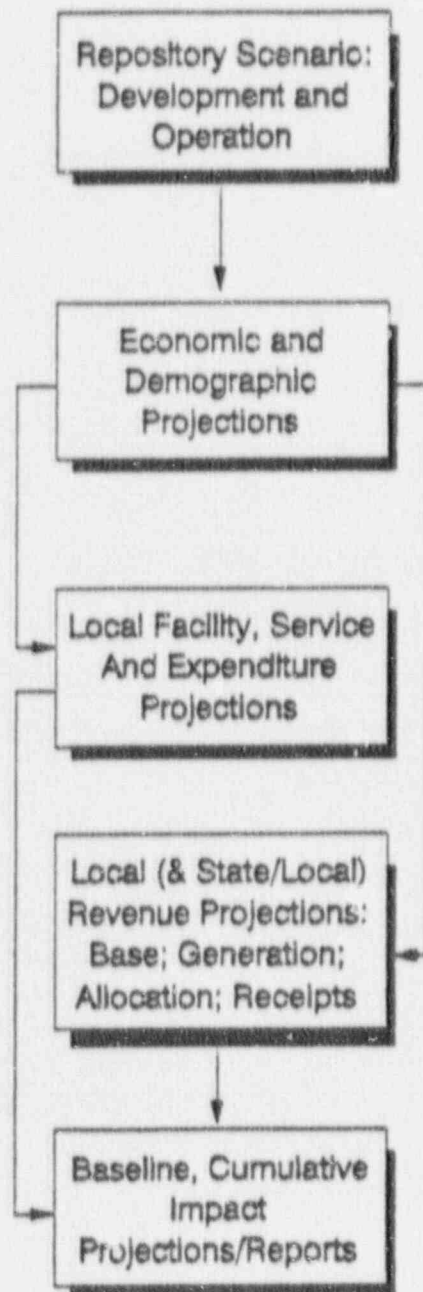 Repository Scenario:
Development and
Operation
Economic and
Demographic
Projections
Local Facility, Service
And Expenditure
Projections
Local (& State/Local)
Revenue Projections:
Base; Generation;
Allocation; Receipts
Baseline, Cumulative
Impact
Projections/Reports